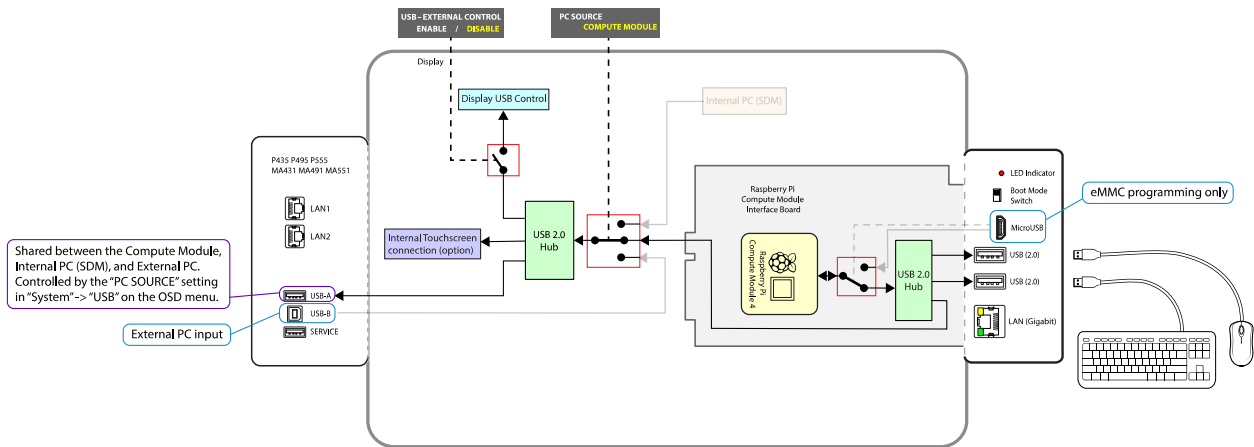 USB - EXTERNAL CONTROL
ENABLE / DISABLE
PC SOURCE
COMPUTE MODULE
Display
Display USB Control
Internal PC (SDM)
P435 P495 P555
MA431 MA491 MA551
LAN1
LAN2
USB-A
USB-B
SERVICE
Shared between the Compute Module,
Internal PC (SDM), and External PC.
Controlled by the "PC SOURCE" setting
in "System"-> "USB" on the OSD menu.
External PC input
Internal Touchscreen
connection (option)
USB 2.0
Hub
Raspberry Pi
Compute Module
Interface Board
Raspberry Pi
Compute Module 4
USB 2.0
Hub
LED Indicator
Boot Mode
Switch
MicroUSB
USB (2.0)
USB (2.0)
LAN (Gigabit)
eMMC programming only